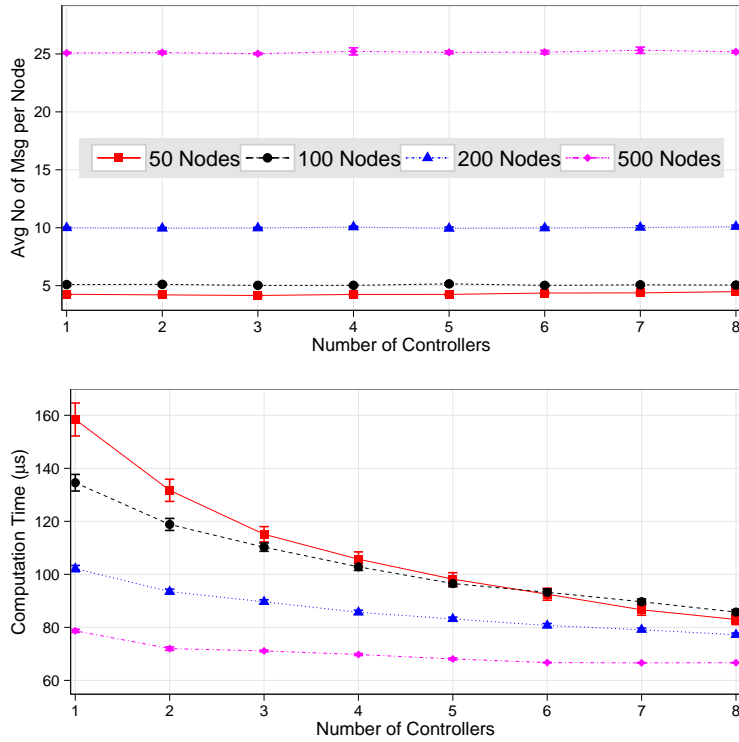 25
20
15
10
5
Avg No of Msg per Node
50 Nodes 100 Nodes 200 Nodes 500 Nodes
1 2 3 4 5 6 7 8
Number of Controllers
160
140
120
100
80
60
Computation Time (µs)
1 2 3 4 5 6 7 8
Number of Controllers